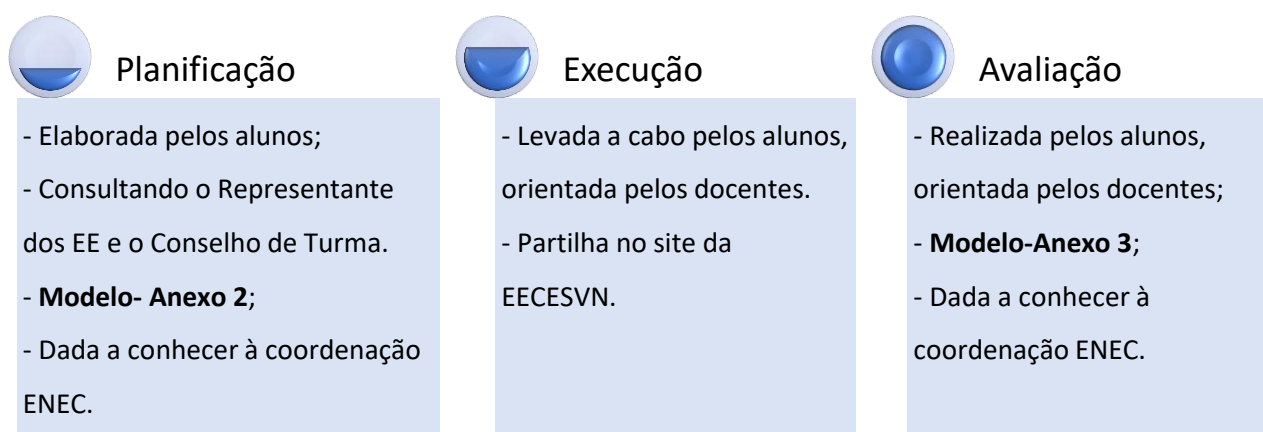 Planificação
- Elaborada pelos alunos;
- Consultando o Representante
dos EE e o Conselho de Turma.
- Modelo- Anexo 2;
- Dada a conhecer à coordenação
ENEC.
Execução
- Levada a cabo pelos alunos,
orientada pelos docentes.
- Partilha no site da
EECESVN.
Avaliação
- Realizada pelos alunos,
orientada pelos docentes;
- Modelo-Anexo 3;
- Dada a conhecer à
coordenação ENEC.